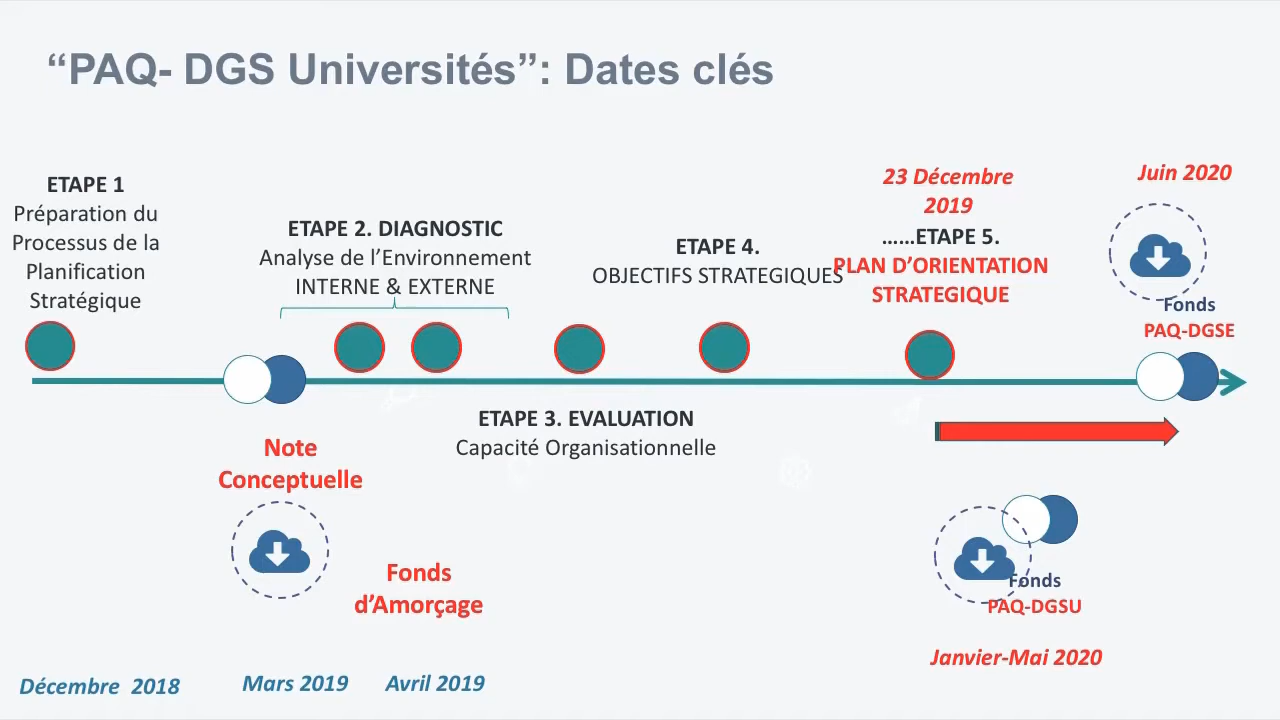 “PAQ- DGS Universités”: Dates clés
ETAPE 1
Préparation du
Processus de la
Planification
Stratégique
ETAPE 2. DIAGNOSTIC
Analyse de l’Environnement
INTERNE & EXTERNE
ETAPE 4.
OBJECTIFS STRATEGIQUES
23 Décembre
2019
……ETAPE 5.
PLAN D’ORIENTATION
STRATEGIQUE
Juin 2020
Fonds
PAQ-DGSE
ETAPE 3. EVALUATION
Capacité Organisationnelle
Note
Conceptuelle
Fonds
d’Amorçage
Fonds
PAQ-DGSU
Janvier-Mai 2020
Décembre  2018
Mars 2019
Avril 2019